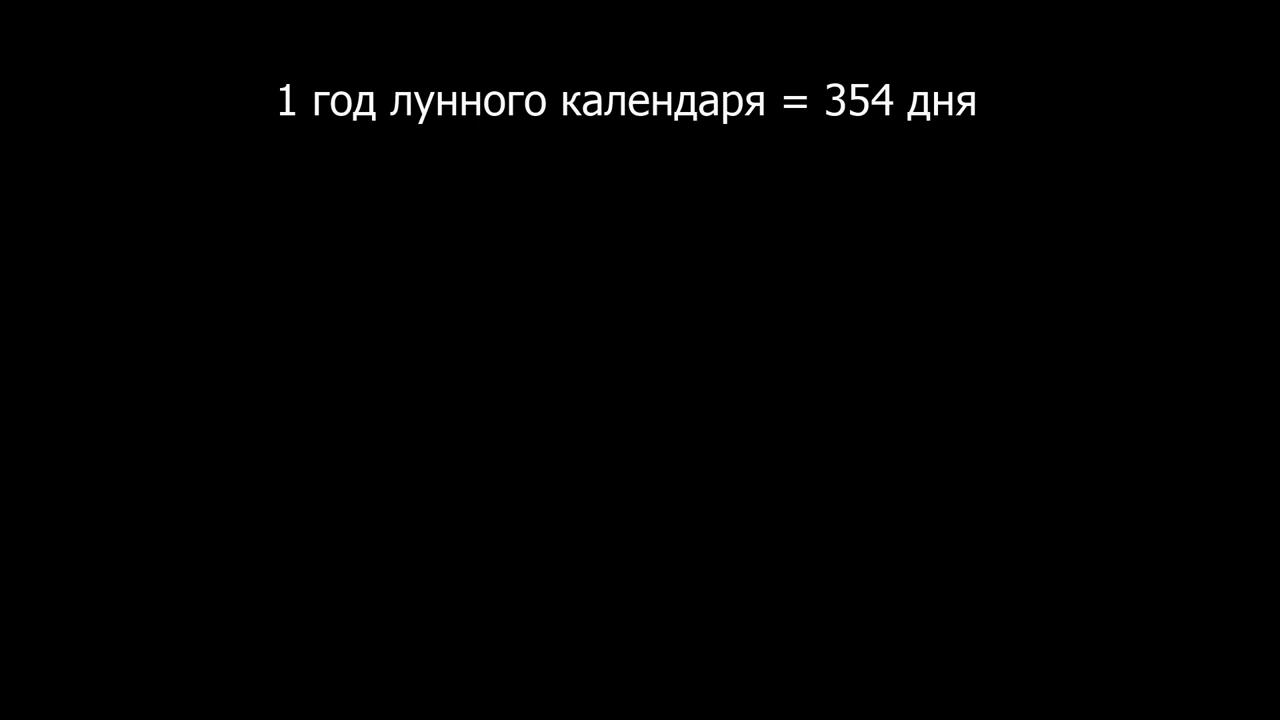 1 год лунного календаря = 354 дня